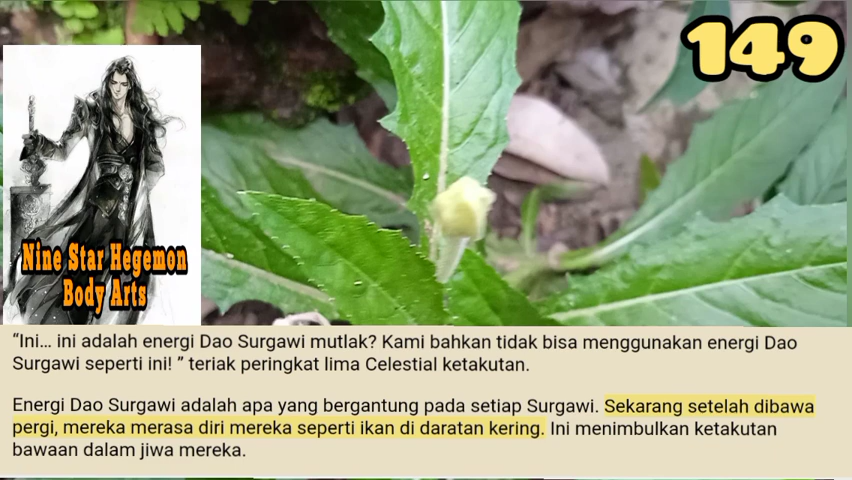 149
Nine Star Hegemon
Body Arts
“Ini… ini adalah energi Dao Surgawi mutlak? Kami bahkan tidak bisa menggunakan energi Dao
Surgawi seperti ini! ” teriak peringkat lima Celestial ketakutan.
Energi Dao Surgawi adalah apa yang bergantung pada setiap Surgawi. Sekarang setelah dibawa
pergi, mereka merasa diri mereka seperti ikan di daratan kering. Ini menimbulkan ketakutan
bawaan dalam jiwa mereka.